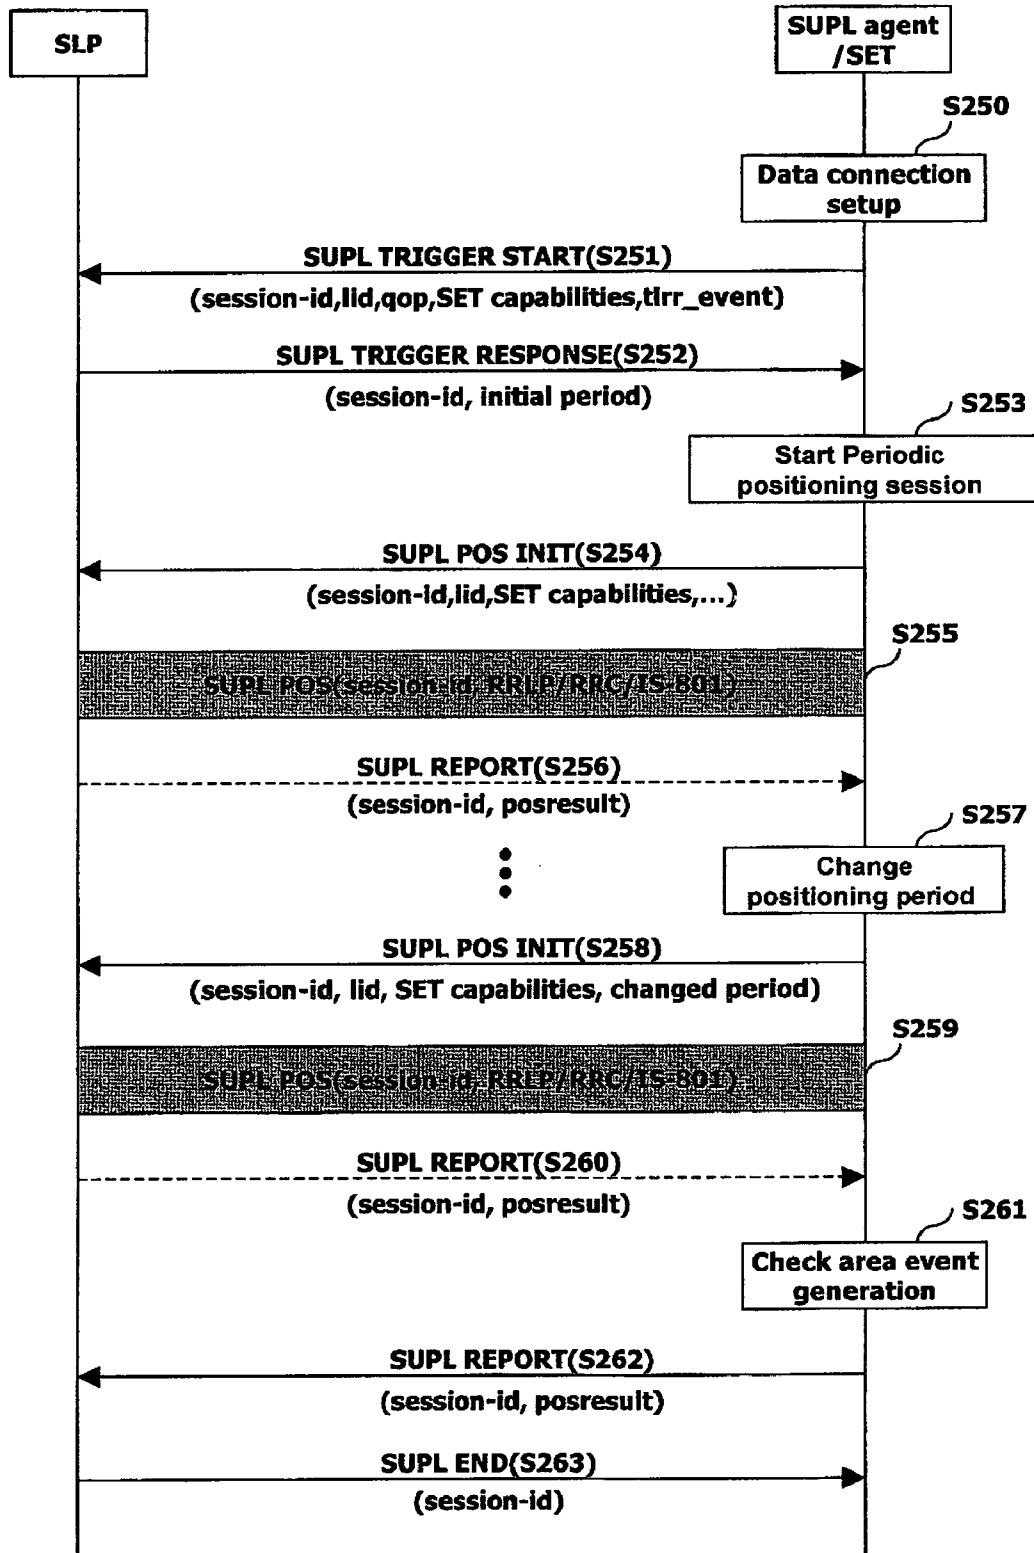 SLP
SUPL agent
/SET
S250
Data connection
setup
SUPL TRIGGER START(S251)
(session-id,lid,qop,SET capabilities,tlrr_event)
SUPL TRIGGER RESPONSE(S252)
(session-id, initial period)
S253
Start Periodic
positioning session
SUPL POS INIT(S254)
(session-id,lid,SET capabilities,...)
S255
SUPL POS(session-id, RRLP/RRC/IS-801)
SUPL REPORT(S256)
(session-id, posresult)
S257
Change
positioning period
SUPL POS INIT(S258)
(session-id, lid, SET capabilities, changed period)
S259
SUPL POS(session-id, RRLP/RRC/IS-801)
SUPL REPORT(S260)
(session-id, posresult)
S261
Check area event
generation
SUPL REPORT(S262)
(session-id, posresult)
SUPL END(S263)
(session-id)